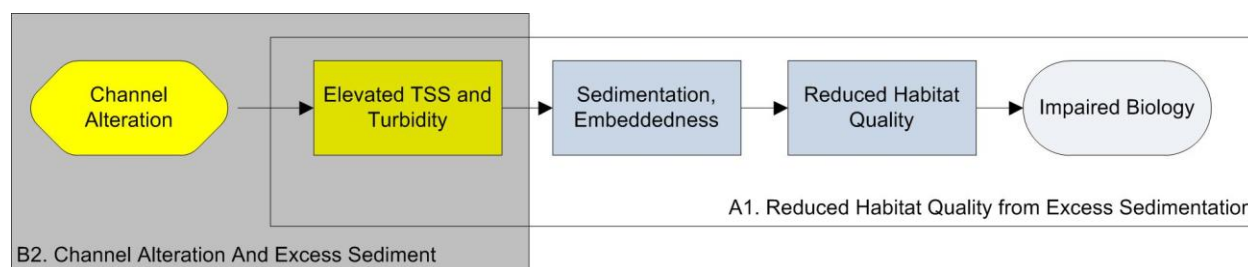 Channel
Alteration
Elevated TSS and
Turbidity
Sedimentation,
Embeddedness
Reduced Habitat
Quality
Impaired Biology
A1. Reduced Habitat Quality from Excess Sedimentation
B2. Channel Alteration And Excess Sediment